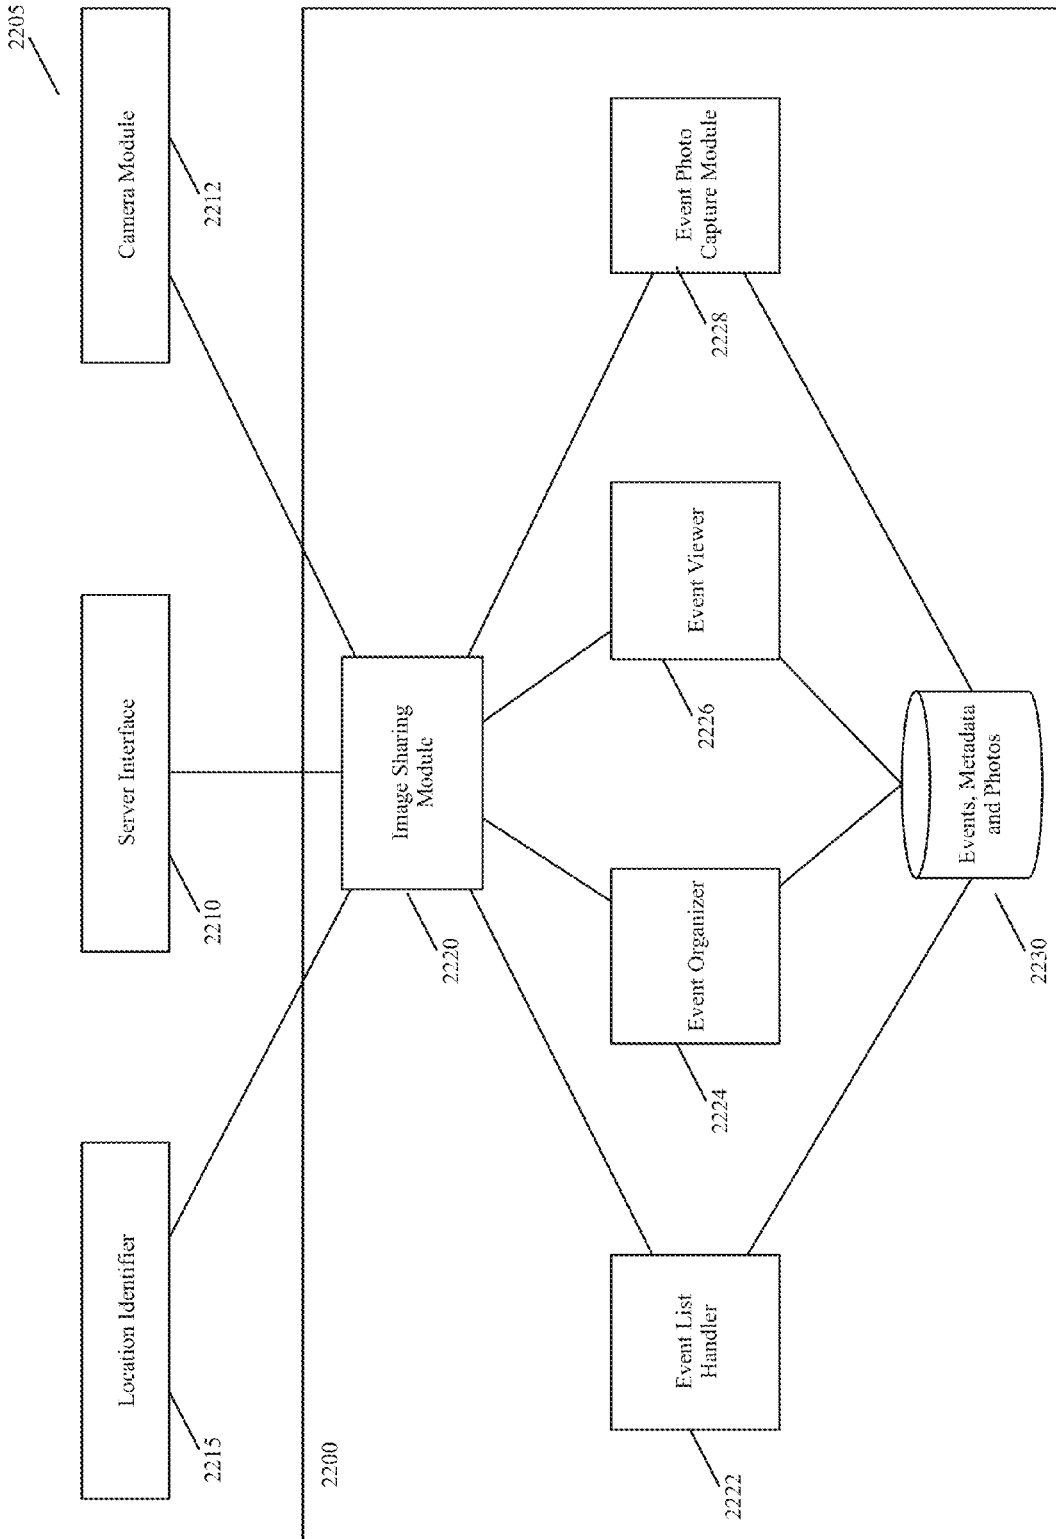 2205
Location Identifier
Server Interface
Camera Module
2215
2210
2212
2200
Image Sharing
Module
2220
Event List
Handler
Event Organizer
Event Viewer
Event Photo
Capture Module
2222
2224
2226
2228
Events, Metadata
and Photos
2230